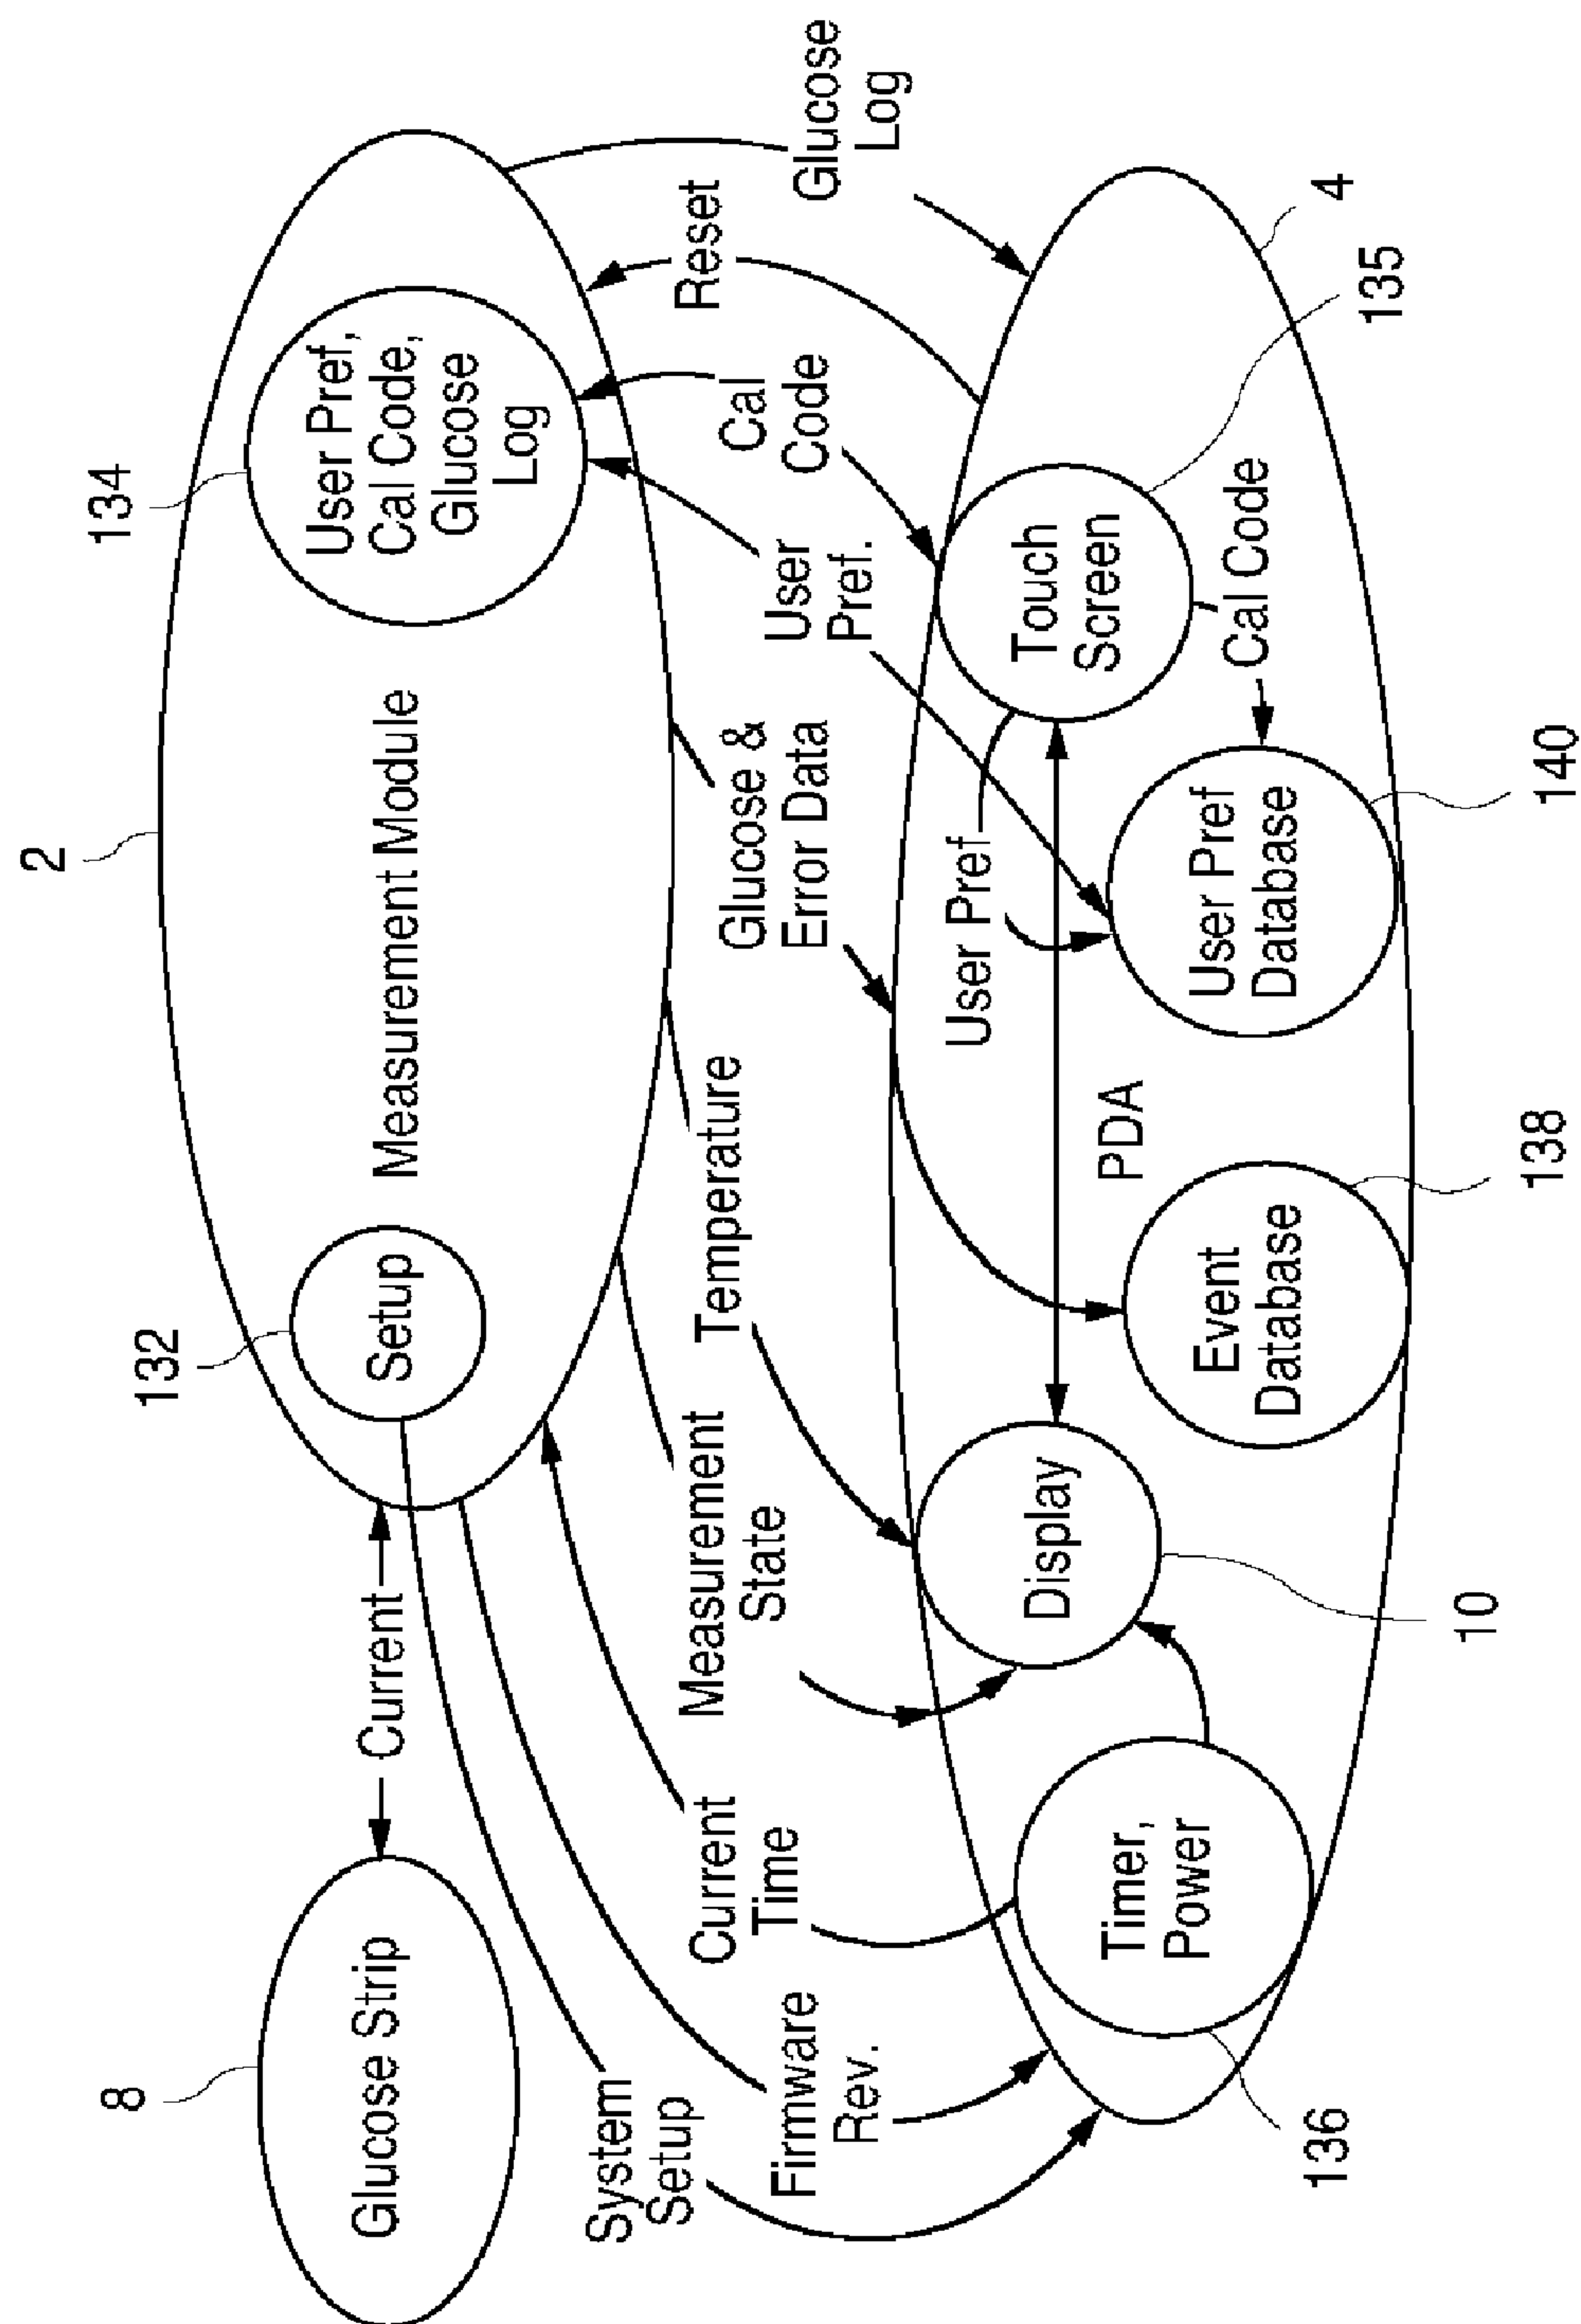 2
134
132
8
User Pref,
Cal Code,
Glucose
Log
Measurement Module
Setup
Current
Glucose Strip
System
Setup
Firmware
Rev.
Current
Time
Measurement
State
Temperature
Glucose &
Error Data
User
Pref.
Cal
Code
Reset
Glucose
Log
Timer,
Power
Display
Event
Database
PDA
User Pref
User Pref
Database
Touch
Screen
Cal Code
136
10
138
140
135
4